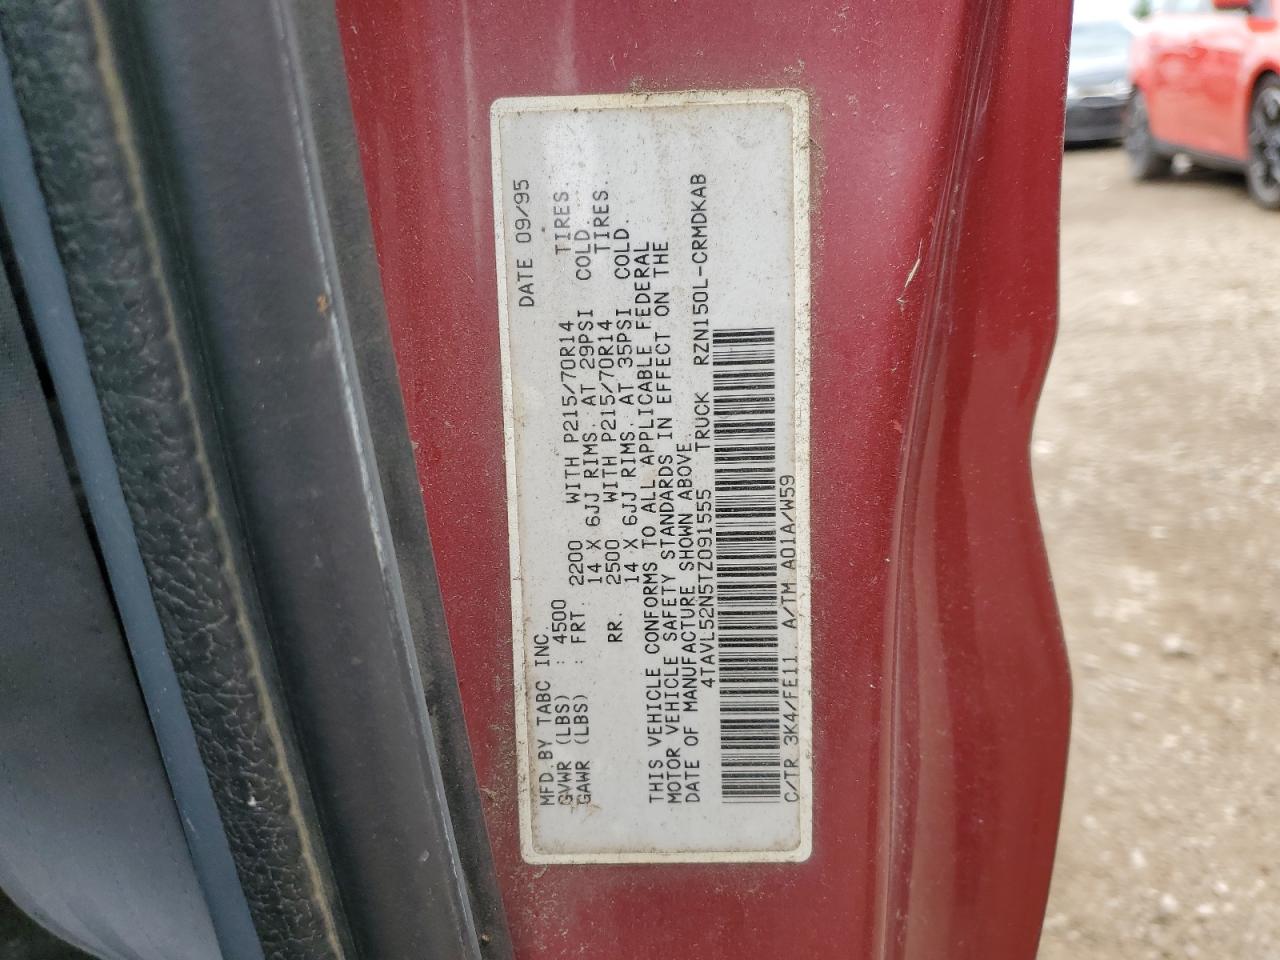 MFD.BY TABC INC. DATE 09/95
GVWR (LBS) : 4500
GAWR (LBS) : FRT. 2200 WITH P215/70R14 TIRES.
14 X 6JJ RIMS. AT 29PSI COLD.
RR. 2500 WITH P215/70R14 TIRES.
14 X 6JJ RIMS. AT 35PSI COLD.
THIS VEHICLE CONFORMS TO ALL APPLICABLE FEDERAL
MOTOR VEHICLE SAFETY STANDARDS IN EFFECT ON THE
DATE OF MANUFACTURE SHOWN ABOVE.
4TAVL52N5TZ091555 TRUCK RZN150L-CRMDKAB
C/TR 3K4/FE11 A/TM A01A/W59